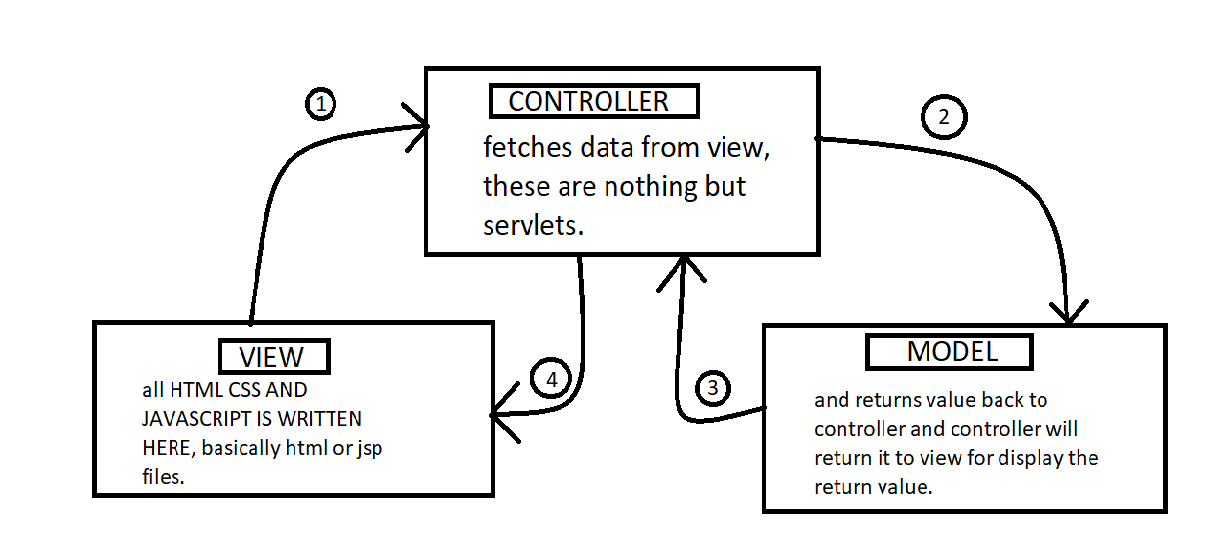 1
CONTROLLER
fetches data from view,
these are nothing but
servlets.
2
VIEW
all HTML CSS AND
JAVASCRIPT IS WRITTEN
HERE, basically html or jsp
files.
4
3
MODEL
and returns value back to
controller and controller will
return it to view for display the
return value.